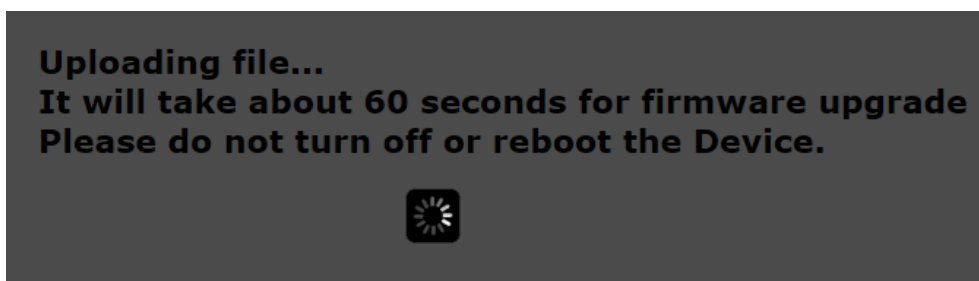 Uploading file...
It will take about 60 seconds for firmware upgrade
Please do not turn off or reboot the Device.